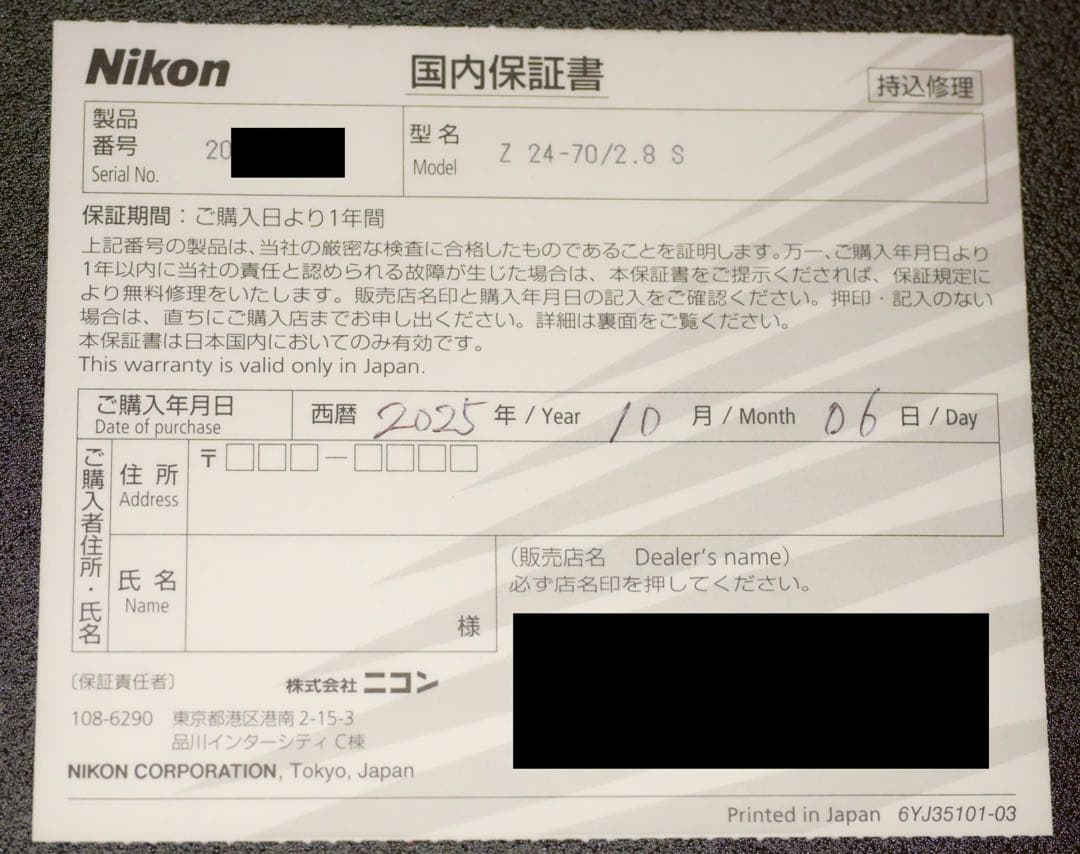 Nikon 国内保証書 持込修理
製品番号 Serial No. 20
型名 Model Z 24-70/2.8 S
保証期間：ご購入日より1年間
上記番号の製品は、当社の厳密な検査に合格したものであることを証明します。万一、ご購入年月日より
1年以内に当社の責任と認められる故障が生じた場合は、本保証書をご提示くだされば、保証規定に
より無料修理をいたします。販売店名印と購入年月日の記入をご確認ください。押印・記入のない
場合は、直ちにご購入店までお申し出ください。詳細は裏面をご覧ください。
本保証書は日本国内においてのみ有効です。
This warranty is valid only in Japan.
ご購入年月日 Date of purchase
西暦 2025 年 / Year 10 月 / Month 06 日 / Day
ご購入者住所・氏名
住所 Address
〒
氏名 Name
様
（販売店名 Dealer's name）
必ず店名印を押してください。
〔保証責任者〕 株式会社 ニコン
108-6290 東京都港区港南 2-15-3
品川インターシティ C棟
NIKON CORPORATION, Tokyo, Japan
Printed in Japan 6YJ35101-03